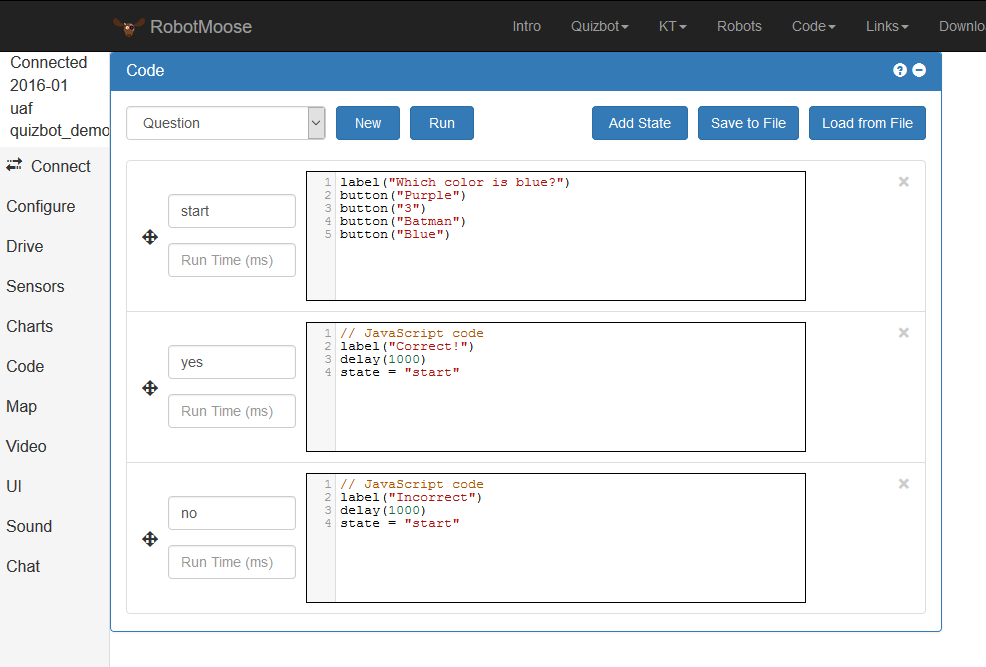 RobotMoose Intro Quizbot KT Robots Code Links Downlo
Connected
2016-01
uaf
quizbot_demo
Connect
Configure
Drive
Sensors
Charts
Code
Map
Video
UI
Sound
Chat
Code
Question New Run Add State Save to File Load from File
start
Run Time (ms)
1 label("Which color is blue?")
2 button("Purple")
3 button("3")
4 button("Batman")
5 button("Blue")
yes
Run Time (ms)
1 // JavaScript code
2 label("Correct!")
3 delay(1000)
4 state = "start"
no
Run Time (ms)
1 // JavaScript code
2 label("Incorrect")
3 delay(1000)
4 state = "start"